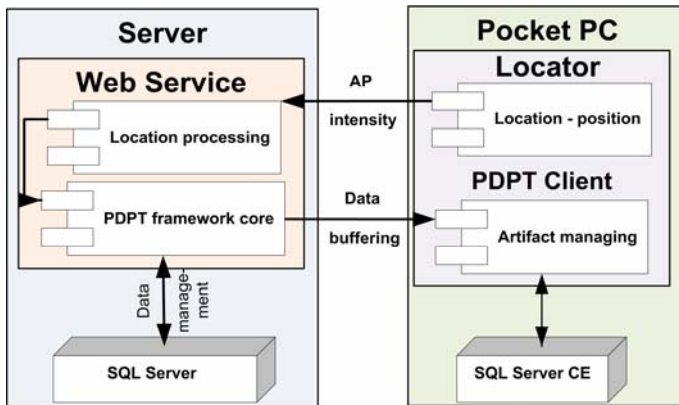 Server
Web Service
Location processing
PDPT framework core
Data
manage-
ment
SQL Server
AP
intensity
Data
buffering
Pocket PC
Locator
Location - position
PDPT Client
Artifact managing
SQL Server CE